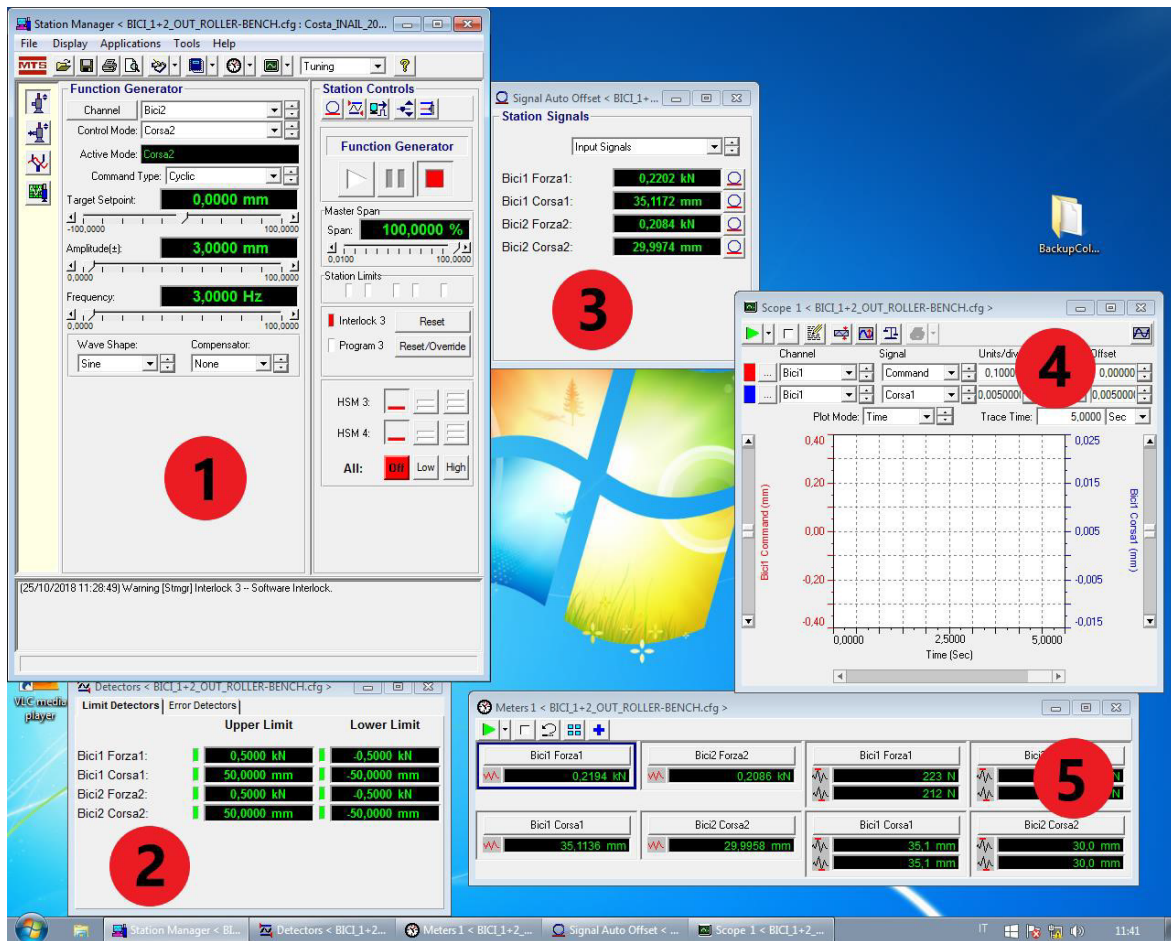 Station Manager < BICI_1+2_OUT_ROLLER-BENCH.cfg : Costa_INAIL_20...
File Display Applications Tools Help
MTS Tuning
Function Generator
Channel Bici2
Control Mode: Corsa2
Active Mode: Corsa2
Command Type: Cyclic
Target Setpoint: 0,0000 mm
-100,0000 100,0000
Amplitude(±): 3,0000 mm
0,0000 100,0000
Frequency: 3,0000 Hz
0,0000 100,0000
Wave Shape: Compensator:
Sine None
1
Station Controls
Function Generator
Master Span
Span: 100,0000 %
0,0100 100,0000
Station Limits
Interlock 3 Reset
Program 3 Reset/Override
HSM 3:
HSM 4:
All: Off Low High
(25/10/2018 11:28:49) Warning [Stmgr] Interlock 3 -- Software Interlock.
Signal Auto Offset < BICI_1+...
Station Signals
Input Signals
Bici1 Forza1: 0,2202 kN
Bici1 Corsa1: 35,1172 mm
Bici2 Forza2: 0,2084 kN
Bici2 Corsa2: 29,9974 mm
3
BackupCol...
Scope 1 < BICI_1+2_OUT_ROLLER-BENCH.cfg >
Channel Signal Units/div Offset
... Bici1 Command 0,1000 0,00000
... Bici1 Corsa1 0,0050000 0,0050000
4
Plot Mode: Time Trace Time: 5,0000 Sec
0,40
0,20
0,00
-0,20
-0,40
Bici1 Command (mm)
0,025
0,015
0,005
-0,005
-0,015
Bici1 Corsa1 (mm)
0,0000 2,5000 5,0000
Time (Sec)
VLC media player
Detectors < BICI_1+2_OUT_ROLLER-BENCH.cfg >
Limit Detectors Error Detectors
Upper Limit Lower Limit
Bici1 Forza1: 0,5000 kN -0,5000 kN
Bici1 Corsa1: 50,0000 mm -50,0000 mm
Bici2 Forza2: 0,5000 kN -0,5000 kN
Bici2 Corsa2: 50,0000 mm -50,0000 mm
2
Meters 1 < BICI_1+2_OUT_ROLLER-BENCH.cfg >
Bici1 Forza1 Bici2 Forza2 Bici1 Forza1
0,2194 kN 0,2086 kN 223 N N
212 N N
5
Bici1 Corsa1 Bici2 Corsa2 Bici1 Corsa1 Bici2 Corsa2
35,1136 mm 29,9958 mm 35,1 mm 30,0 mm
35,1 mm 30,0 mm
Station Manager < BI... Detectors < BICI_1+2... Meters 1 < BICI_1+2_... Signal Auto Offset < ... Scope 1 < BICI_1+2_... IT 11:41